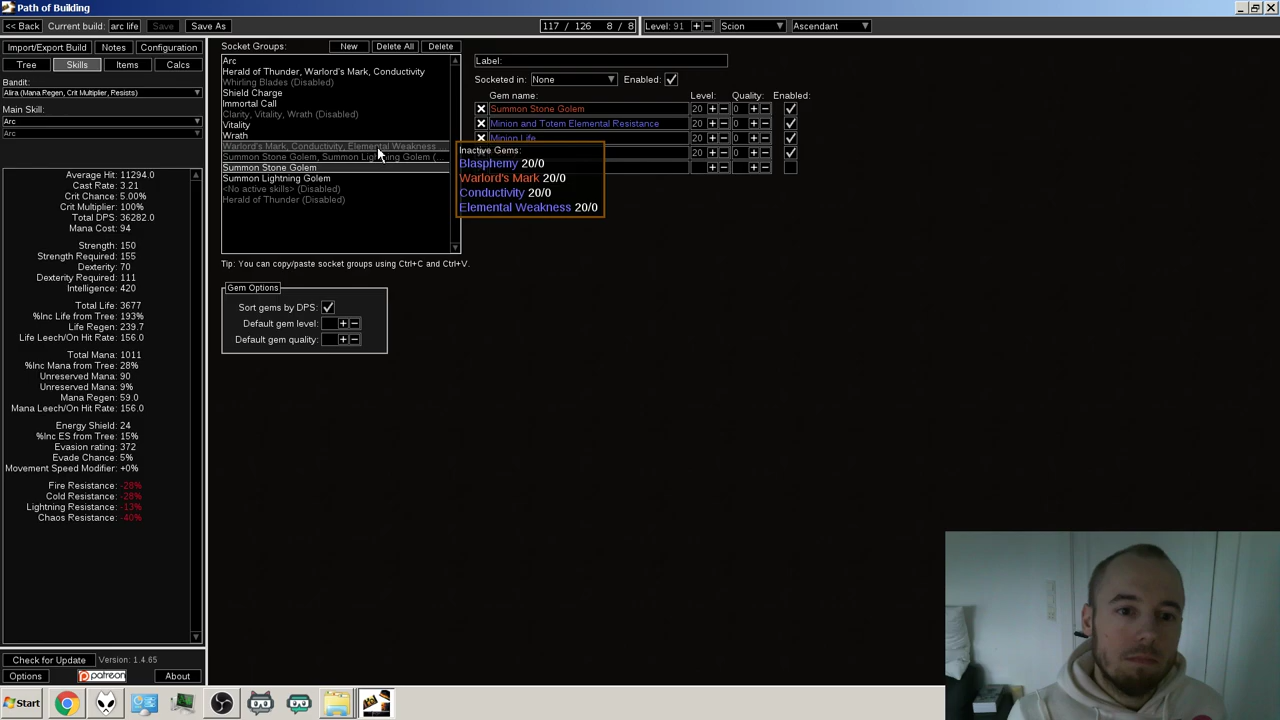 Path of Building
<< Back
Current build:
arc life
Save
Save As
117 / 126   8 / 8
Level: 91
Scion
Ascendant
Import/Export Build
Notes
Configuration
Tree
Skills
Items
Calcs
Bandit:
Alira (Mana Regen, Crit Multiplier, Resists)
Main Skill:
Arc
Arc
Average Hit: 11294.0
Cast Rate: 3.21
Crit Chance: 5.00%
Crit Multiplier: 100%
Total DPS: 36282.0
Mana Cost: 94
Strength: 150
Strength Required: 155
Dexterity: 70
Dexterity Required: 111
Intelligence: 420
Total Life: 3677
%Inc Life from Tree: 193%
Life Regen: 239.7
Life Leech/On Hit Rate: 156.0
Total Mana: 1011
%Inc Mana from Tree: 28%
Unreserved Mana: 90
Unreserved Mana: 9%
Mana Regen: 59.0
Mana Leech/On Hit Rate: 156.0
Energy Shield: 24
%Inc ES from Tree: 15%
Evasion rating: 372
Evade Chance: 5%
Movement Speed Modifier: +0%
Fire Resistance: -28%
Cold Resistance: -28%
Lightning Resistance: -13%
Chaos Resistance: -40%
Check for Update
Version: 1.4.65
Options
patreon
About
Socket Groups:
New
Delete All
Delete
Arc
Herald of Thunder, Warlord's Mark, Conductivity
Whirling Blades (Disabled)
Shield Charge
Immortal Call
Clarity, Vitality, Wrath (Disabled)
Vitality
Wrath
Warlord's Mark, Conductivity, Elemental Weakness ...
Summon Stone Golem, Summon Lightning Golem (...
Summon Stone Golem
Summon Lightning Golem
<No active skills> (Disabled)
Herald of Thunder (Disabled)
Tip: You can copy/paste socket groups using Ctrl+C and Ctrl+V.
Gem Options
Sort gems by DPS:
Default gem level:
Default gem quality:
Label:
Socketed in: None
Enabled:
Gem name: Level: Quality: Enabled:
Summon Stone Golem 20 0
Minion and Totem Elemental Resistance 20 0
Minion Life 20 0
20 0
Inactive Gems:
Blasphemy 20/0
Warlord's Mark 20/0
Conductivity 20/0
Elemental Weakness 20/0
Start